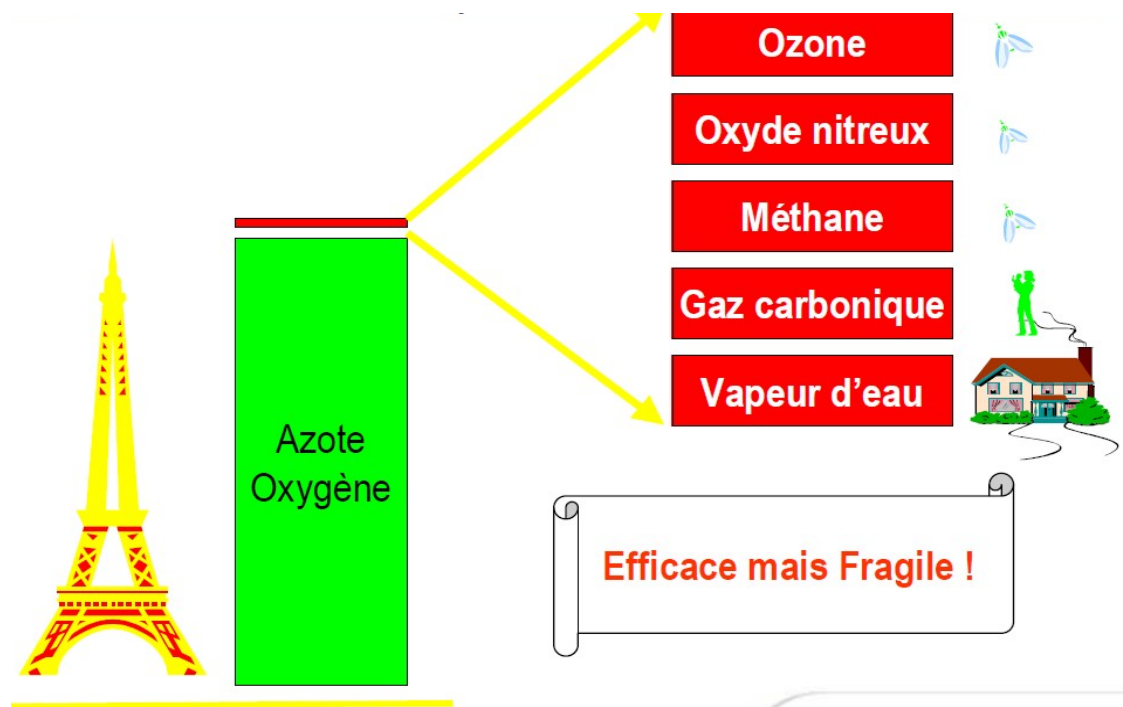 Ozone
Oxyde nitreux
Méthane
Gaz carbonique
Vapeur d’eau
Azote
Oxygène
Efficace mais Fragile !